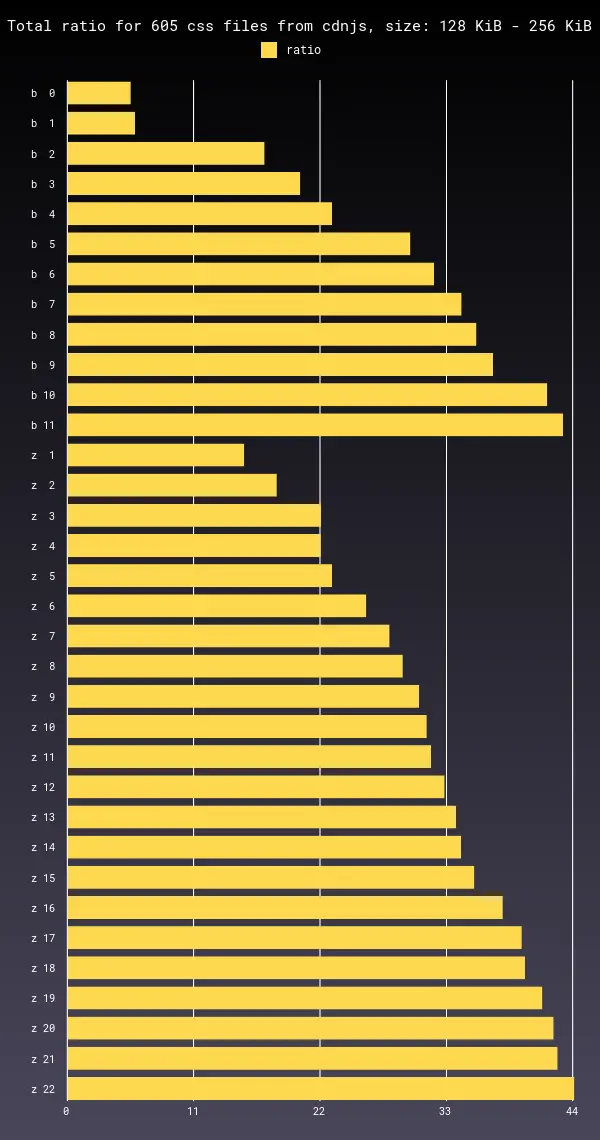 Total ratio for 605 css files from cdnjs, size: 128 KiB - 256 KiB
ratio
b 0
b 1
b 2
b 3
b 4
b 5
b 6
b 7
b 8
b 9
b 10
b 11
z 1
z 2
z 3
z 4
z 5
z 6
z 7
z 8
z 9
z 10
z 11
z 12
z 13
z 14
z 15
z 16
z 17
z 18
z 19
z 20
z 21
z 22
0 11 22 33 44